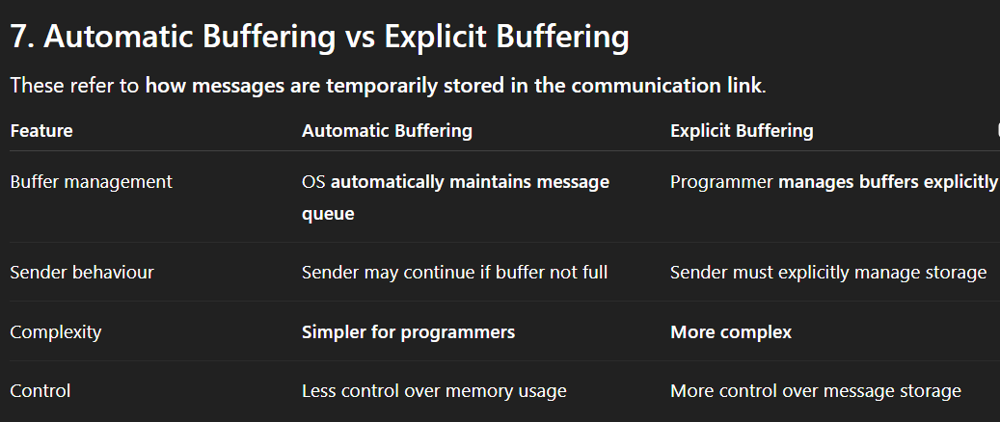 7. Automatic Buffering vs Explicit Buffering
These refer to how messages are temporarily stored in the communication link.
Feature Automatic Buffering Explicit Buffering
Buffer management OS automatically maintains message queue Programmer manages buffers explicitly
Sender behaviour Sender may continue if buffer not full Sender must explicitly manage storage
Complexity Simpler for programmers More complex
Control Less control over memory usage More control over message storage